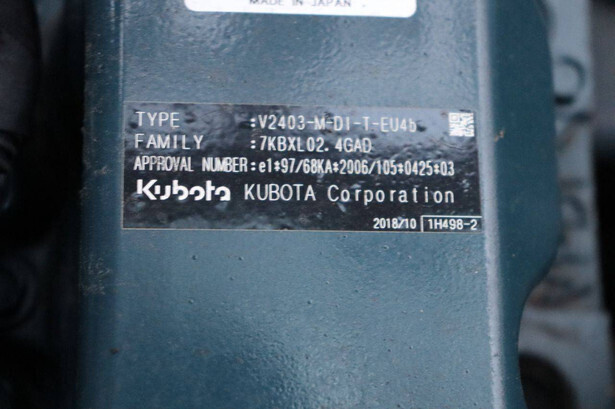 MADE IN JAPAN
TYPE :V2403-M-DI-T-EU4b
FAMILY :7KBXL02.4GAD
APPROVAL NUMBER:e1*97/68KA*2006/105*0425*03
Kubota KUBOTA Corporation
2018/10 1H498-2